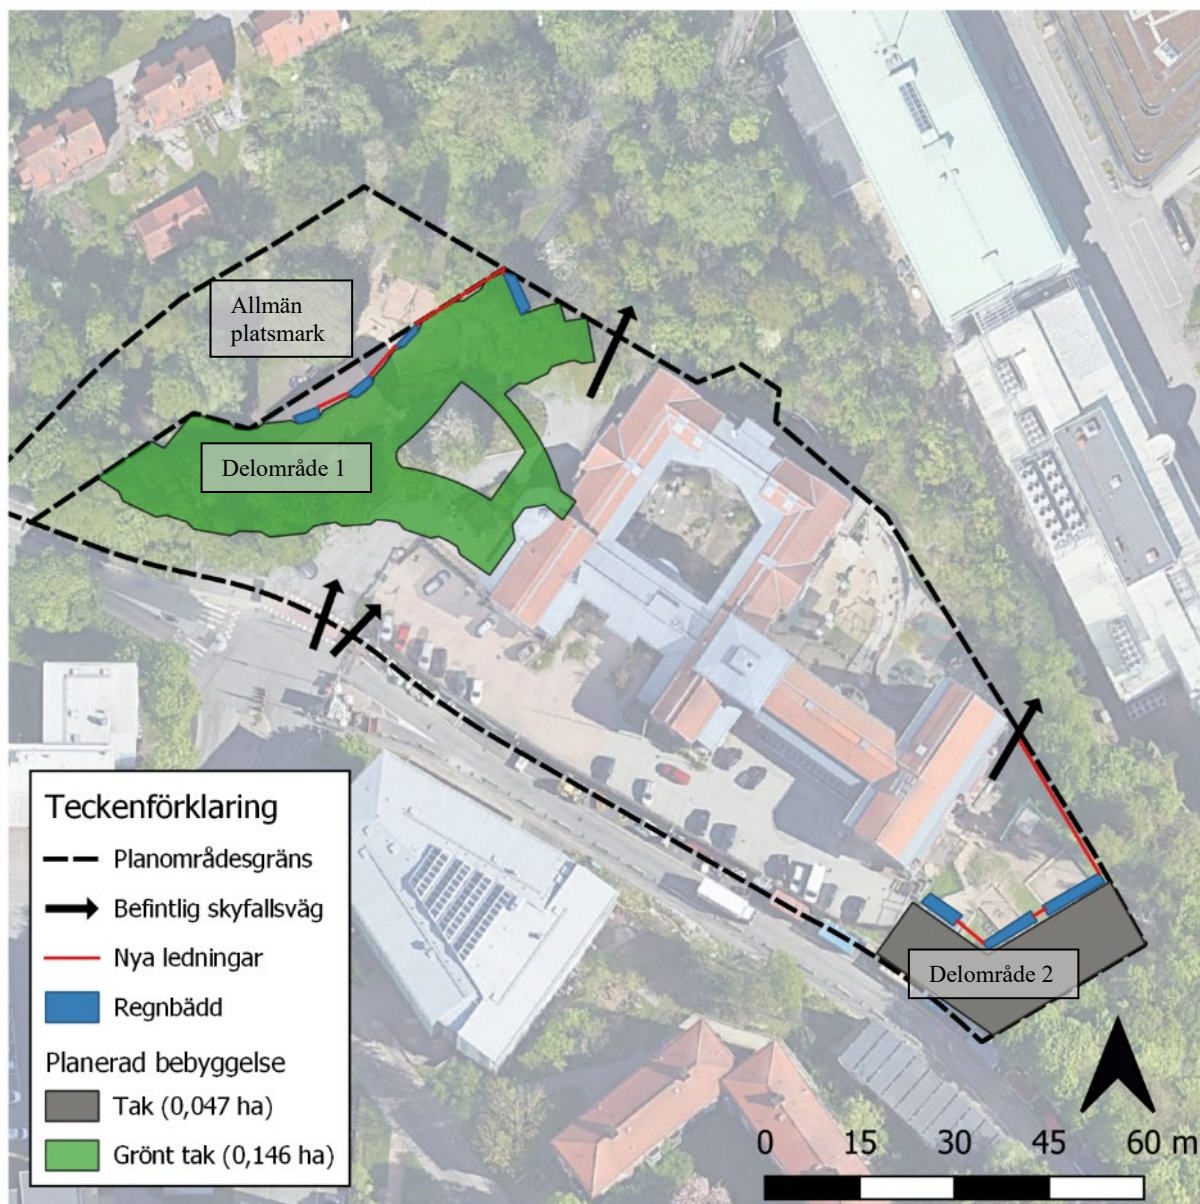 Allmän
platsmark
Delområde 1
Delområde 2
Teckenförklaring
Planområdesgräns
Befintlig skyfallsväg
Nya ledningar
Regnbädd
Planerad bebyggelse
Tak (0,047 ha)
Grönt tak (0,146 ha)
0 15 30 45 60 m